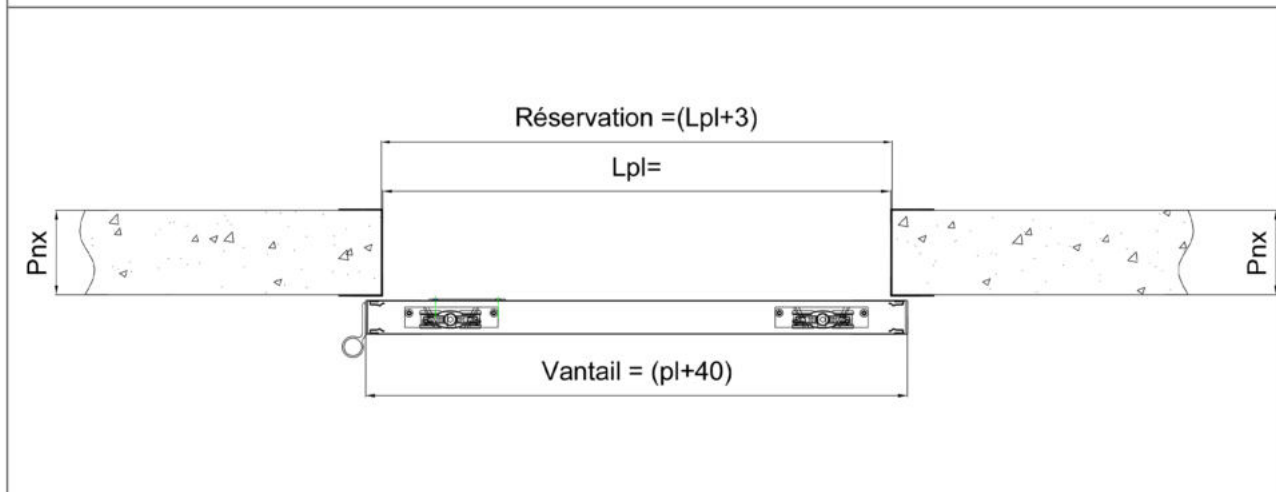 Réservation =(Lpl+3)
Lpl=
Pnx
Pnx
Vantail = (pl+40)